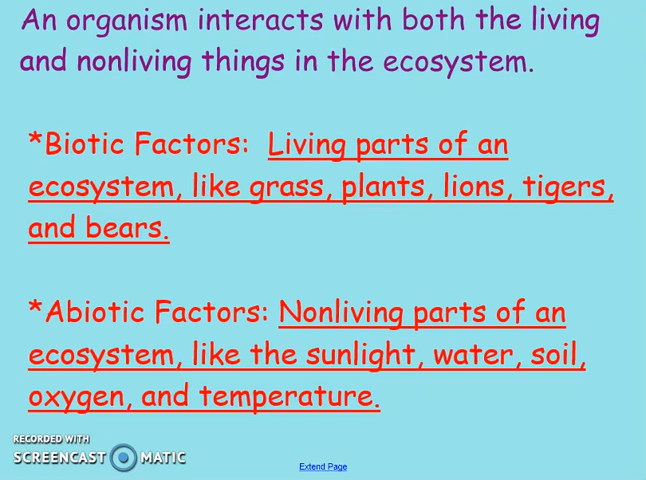 An organism interacts with both the living
and nonliving things in the ecosystem.
*Biotic Factors: Living parts of an
ecosystem, like grass, plants, lions, tigers,
and bears.
*Abiotic Factors: Nonliving parts of an
ecosystem, like the sunlight, water, soil,
oxygen, and temperature.
RECORDED WITH
SCREENCAST MATIC
Extend Page